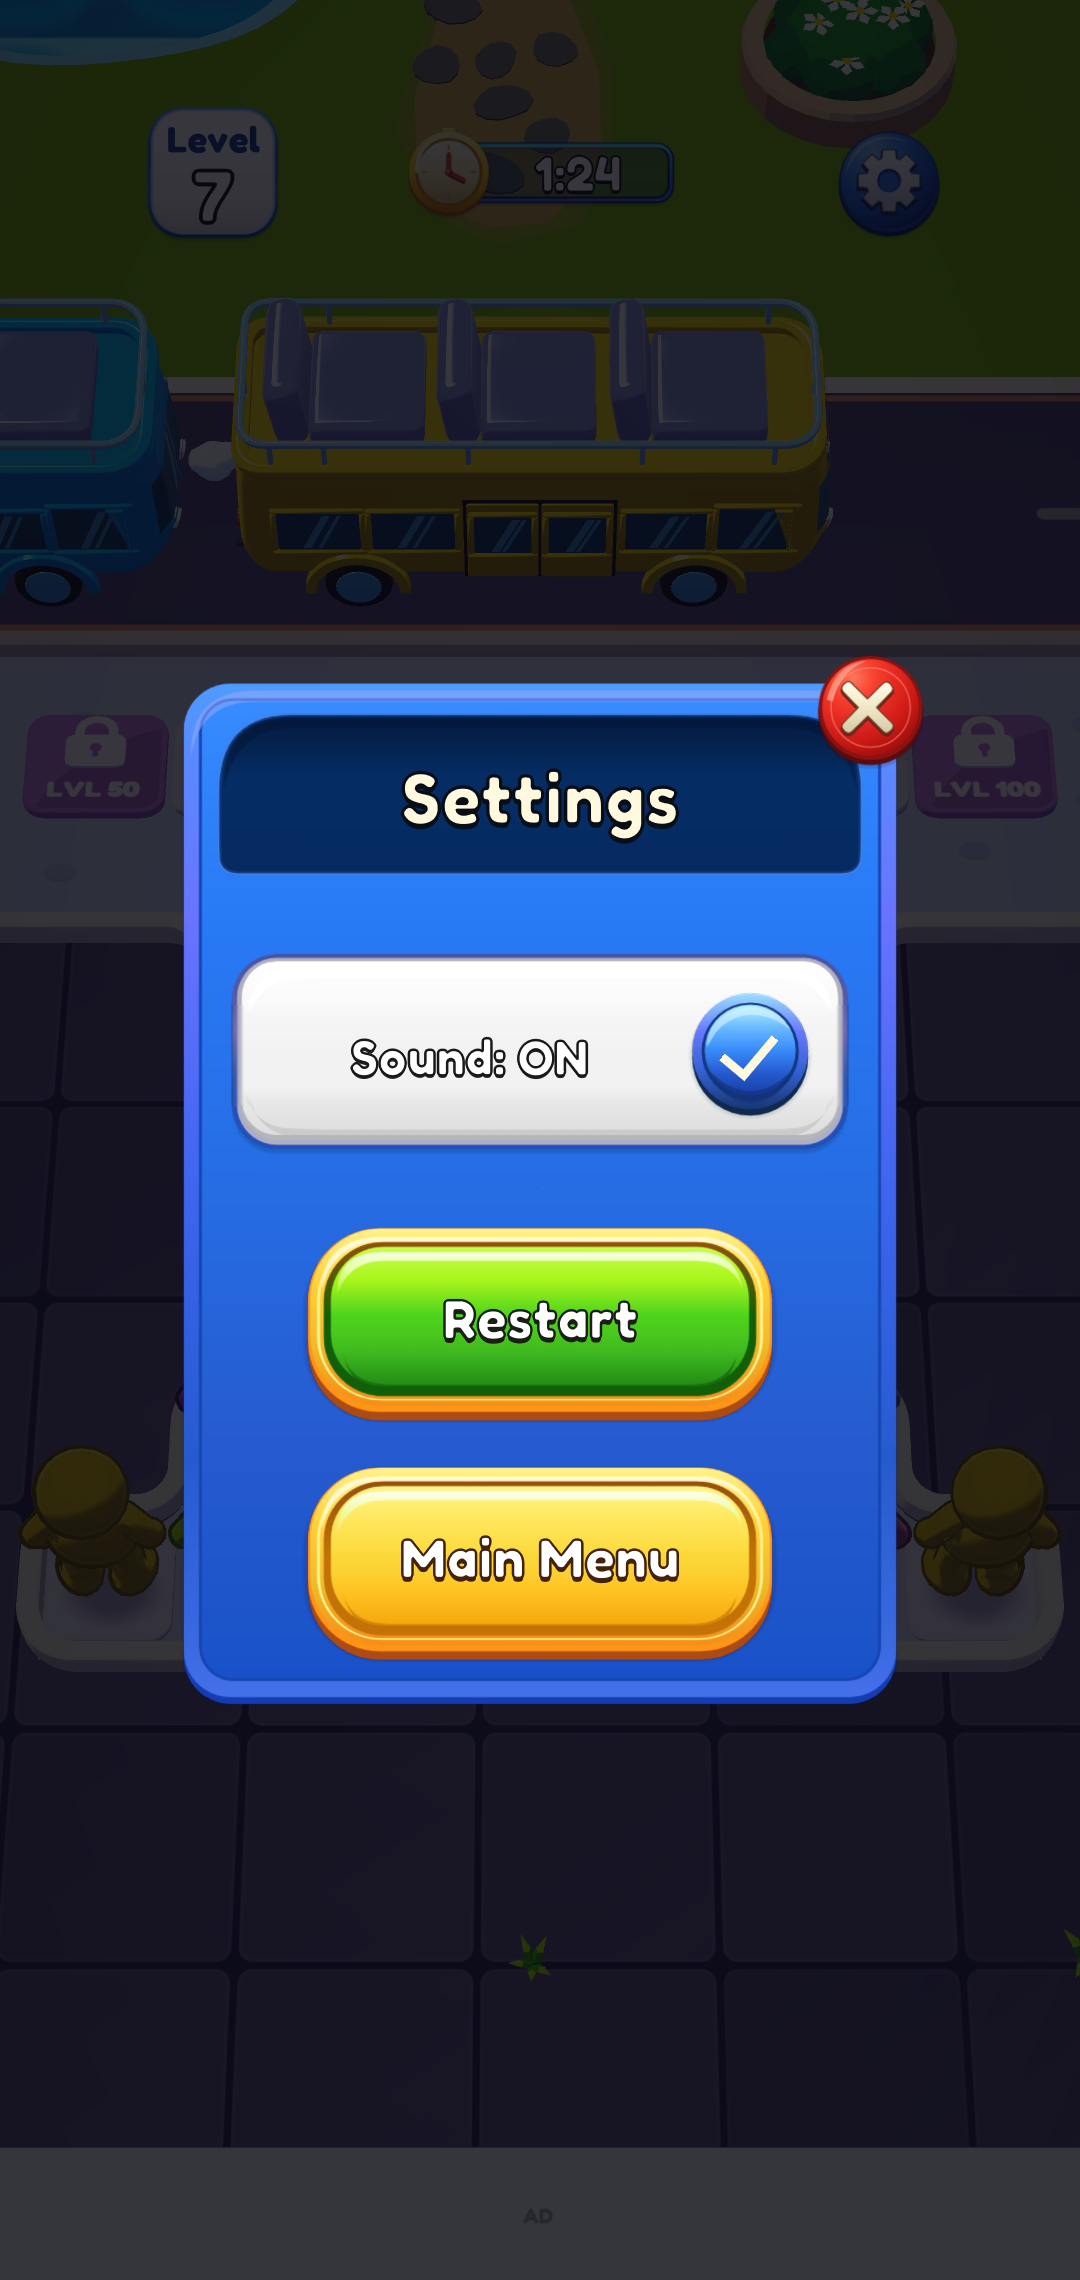 Level
7
1:24
LVL 50
LVL 100
Settings
Sound: ON
Restart
Main Menu
AD